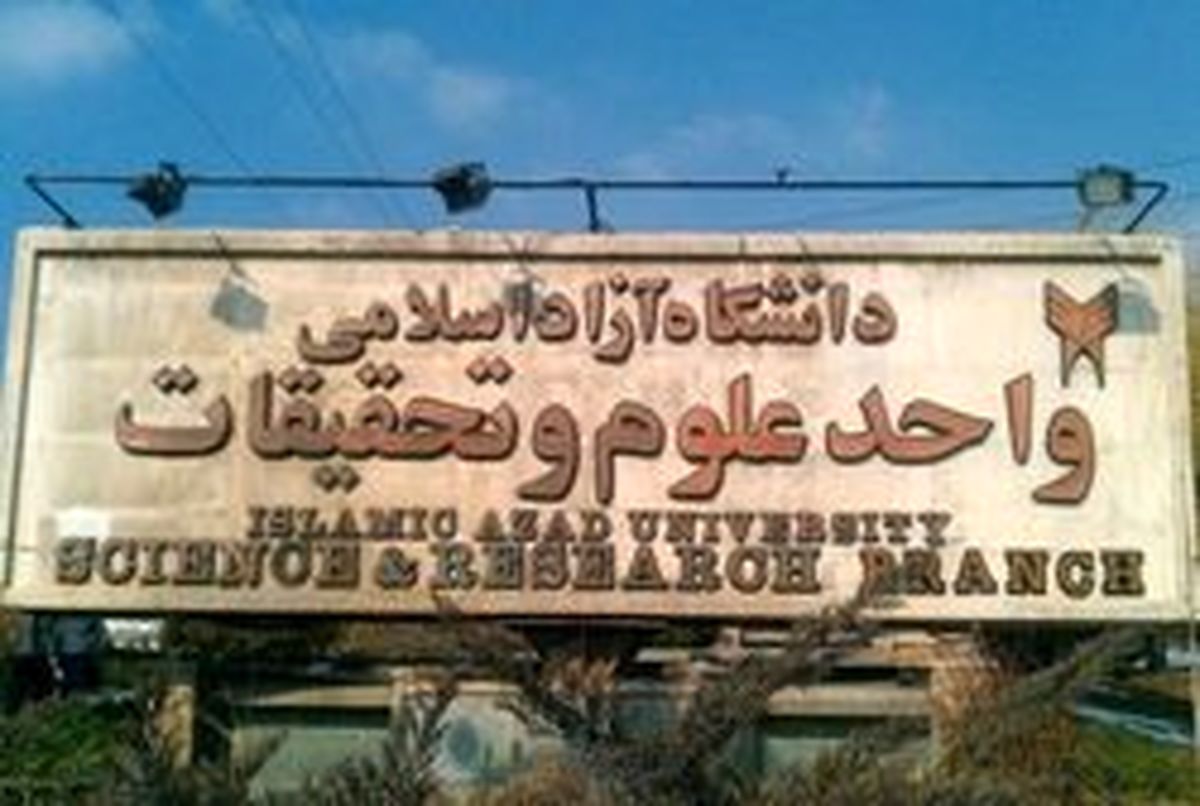 دانشگاه آزاد اسلامی
واحد علوم و تحقیقات
ISLAMIC AZAD UNIVERSITY
SCIENCE & RESEARCH BRANCH